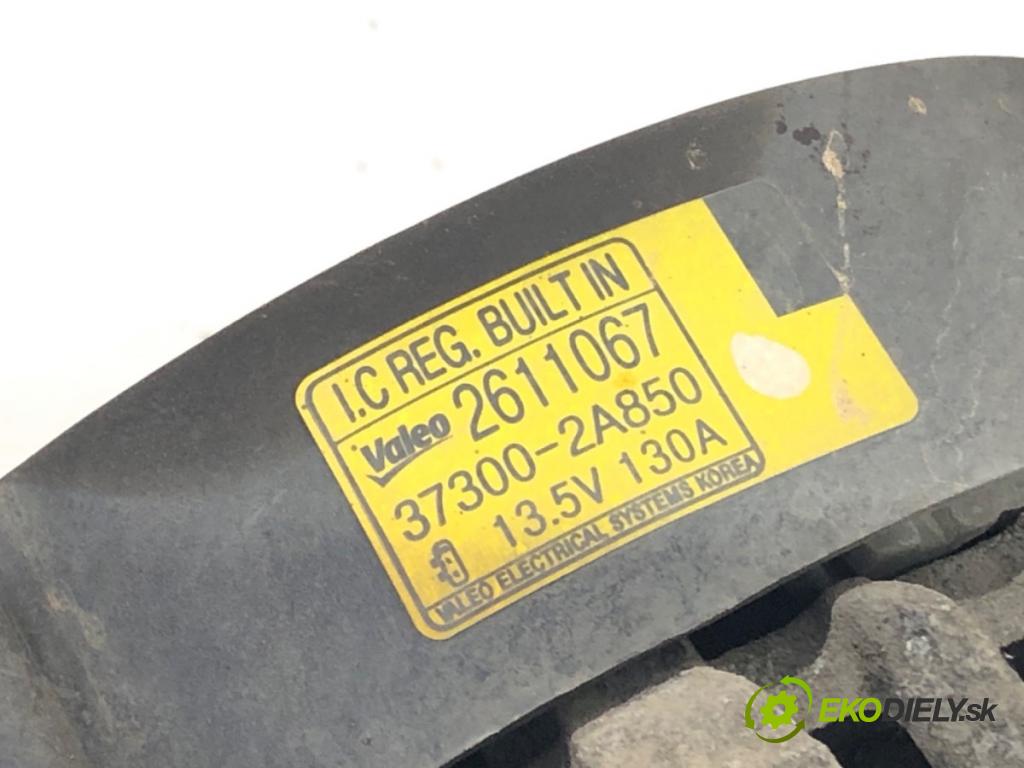 I.C REG. BUILT IN
Valeo 2611067
37300-2A850
13.5V 130A
VALEO ELECTRICAL SYSTEMS KOREA
EKODIELY.sk